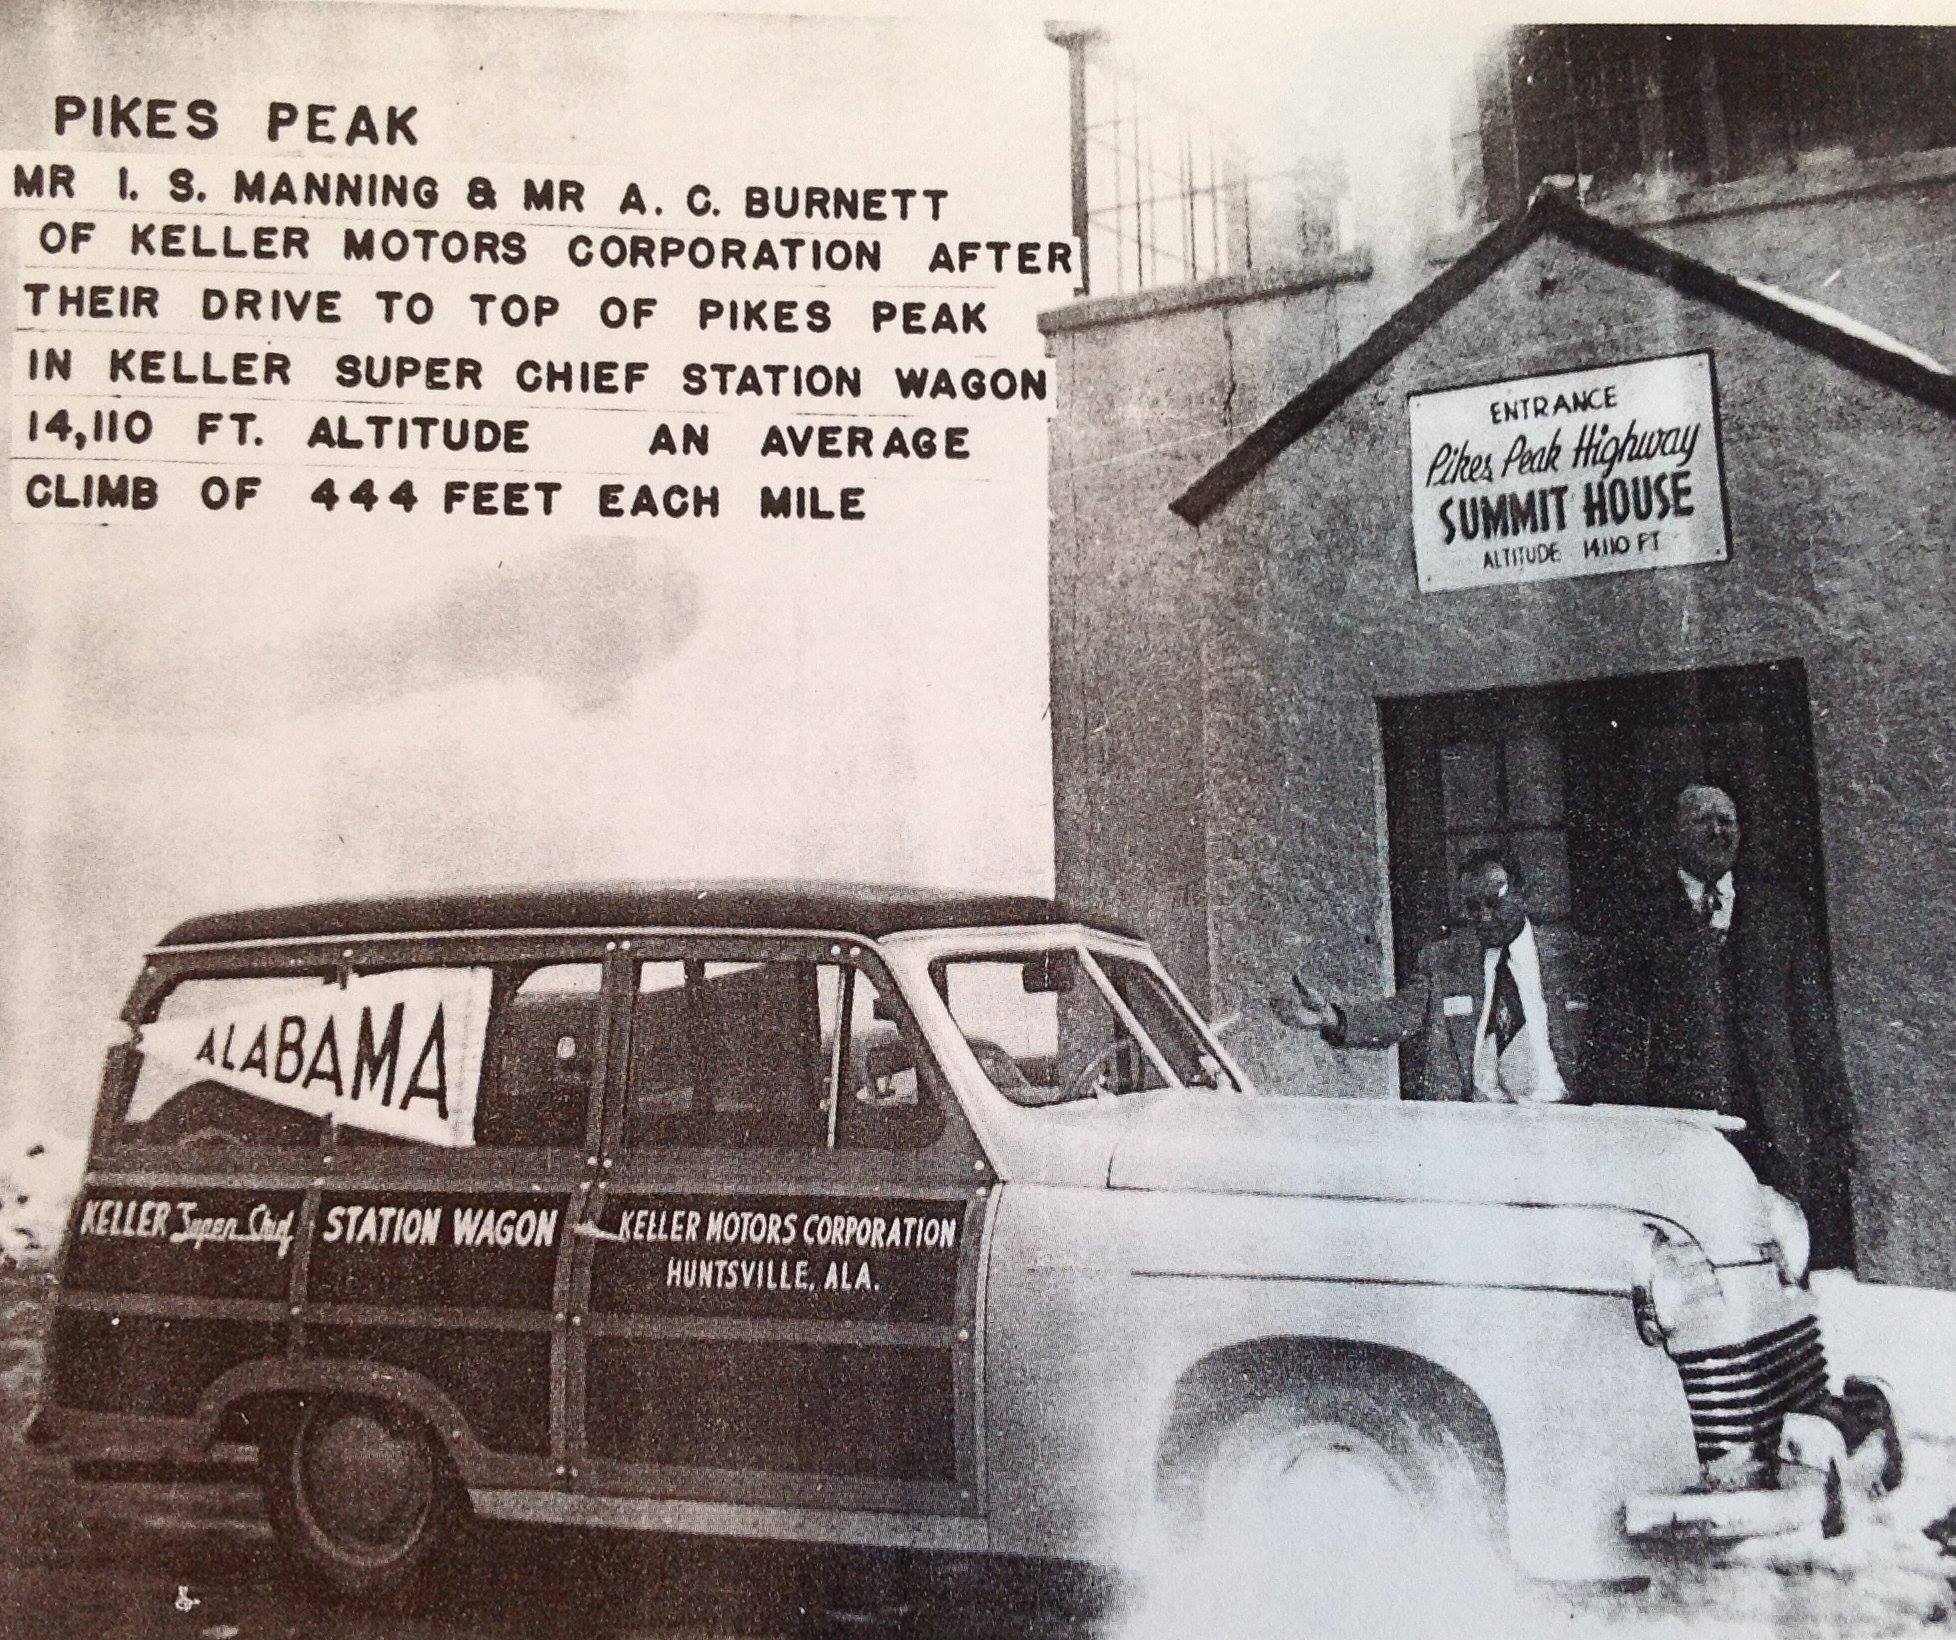 PIKES PEAK
MR I. S. MANNING & MR A. C. BURNETT
OF KELLER MOTORS CORPORATION AFTER
THEIR DRIVE TO TOP OF PIKES PEAK
IN KELLER SUPER CHIEF STATION WAGON
14,110 FT. ALTITUDE AN AVERAGE
CLIMB OF 444 FEET EACH MILE
ENTRANCE
Pikes Peak Highway
SUMMIT HOUSE
ALTITUDE 14110 FT
ALABAMA
KELLER Super Chief STATION WAGON
KELLER MOTORS CORPORATION
HUNTSVILLE, ALA.